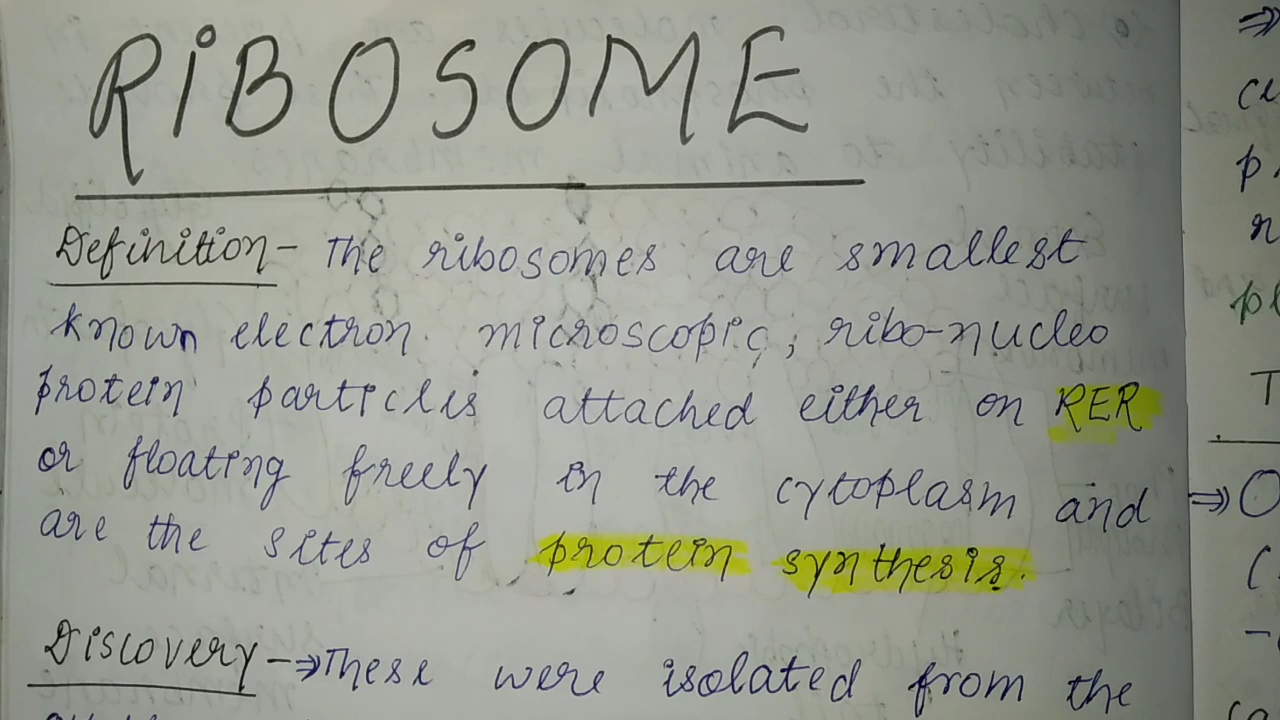 RIBOSOME
Definition - The ribosomes are smallest
known electron microscopic, ribo-nucleo
protein particles attached either on RER
or floating freely in the cytoplasm and
are the sites of protein synthesis.
Discovery -⇒ These were isolated from the